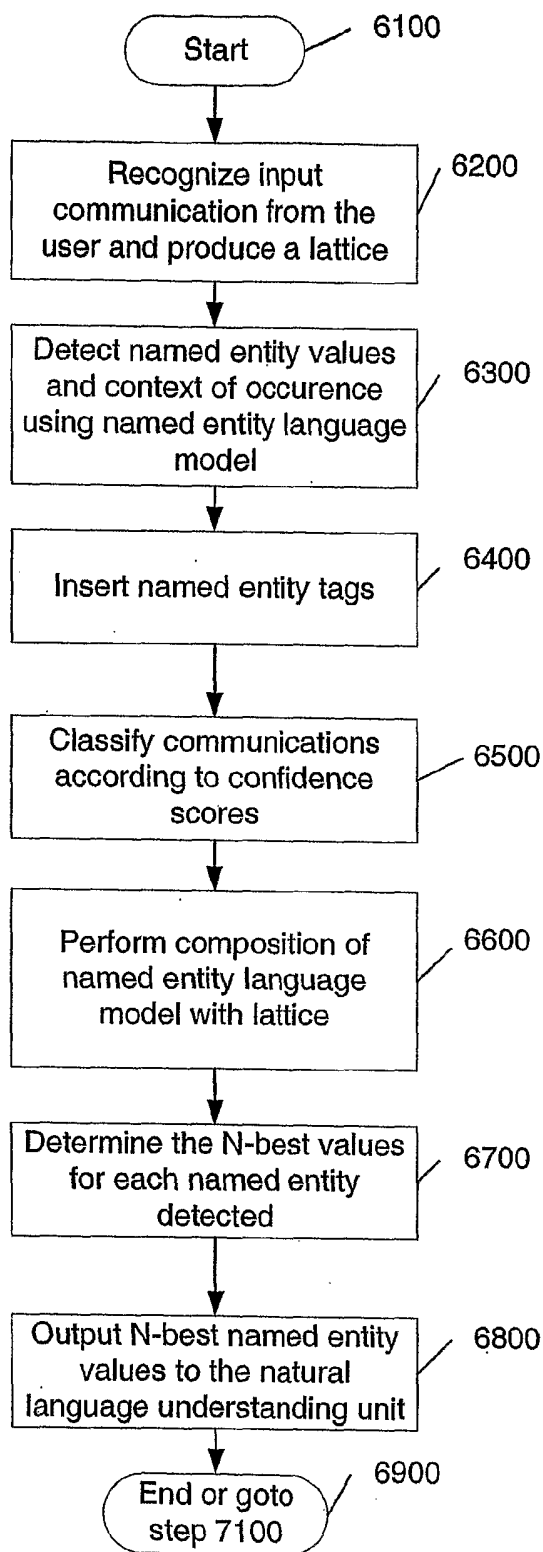 Start
6100
Recognize input
communication from the
user and produce a lattice
6200
Detect named entity values
and context of occurence
using named entity language
model
6300
Insert named entity tags
6400
Classify communications
according to confidence
scores
6500
Perform composition of
named entity language
model with lattice
6600
Determine the N-best values
for each named entity
detected
6700
Output N-best named entity
values to the natural
language understanding unit
6800
End or goto
step 7100
6900